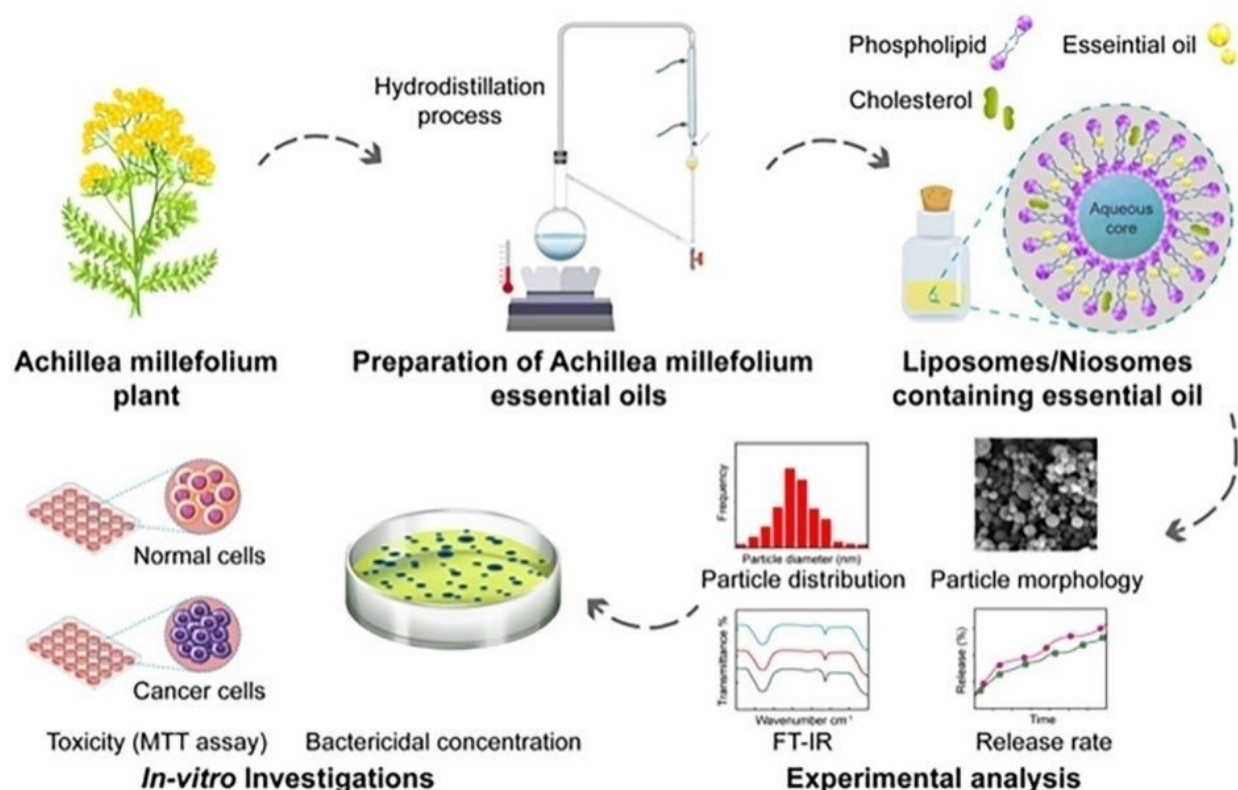 Hydrodistillation
process
Phospholipid
Esseintial oil
Cholesterol
Aqueous
core
Achillea millefolium
plant
Preparation of Achillea millefolium
essential oils
Liposomes/Niosomes
containing essential oil
Normal cells
Cancer cells
Toxicity (MTT assay)
Bactericidal concentration
In-vitro Investigations
Frequency
Particle diameter (nm)
Particle distribution
Particle morphology
Transmittance %
Wavenumber cm⁻¹
FT-IR
Release (%)
Time
Release rate
Experimental analysis